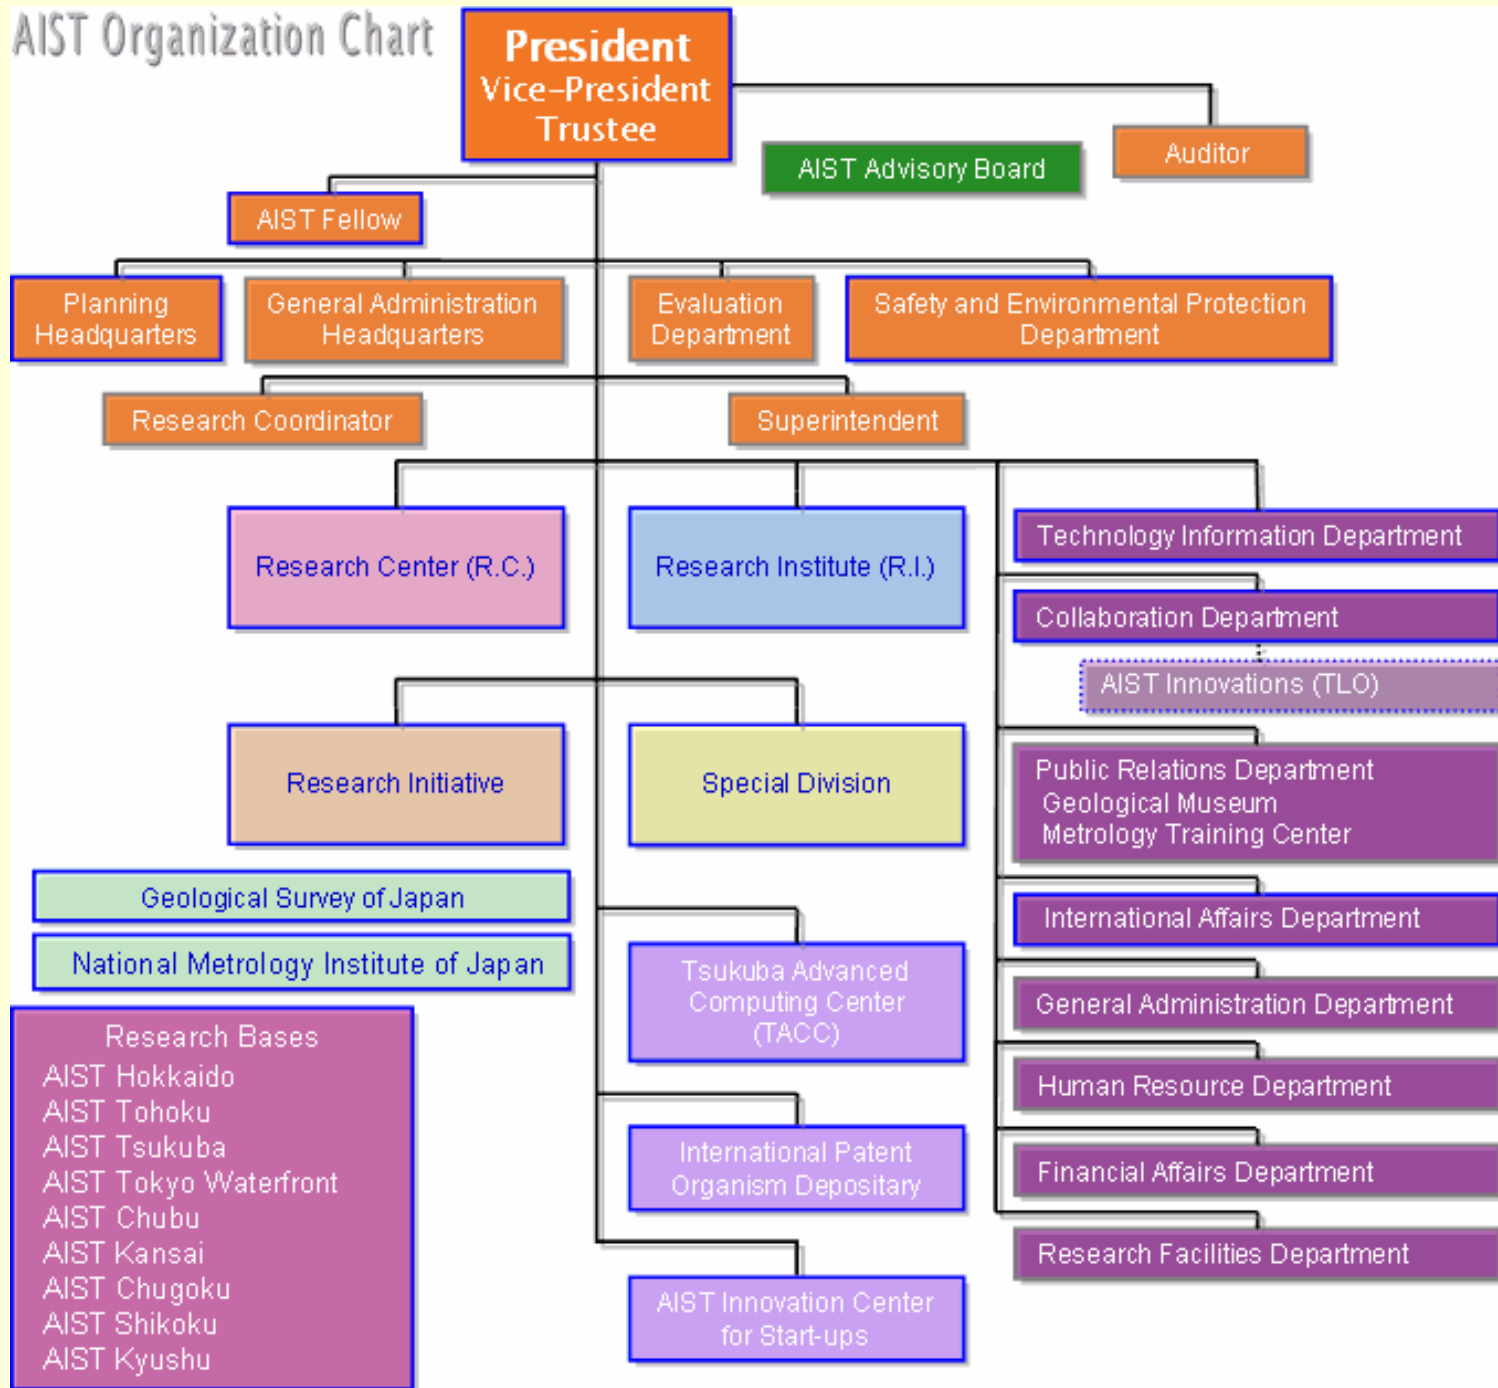 AIST Organization Chart
President
Vice-President
Trustee
Auditor
AIST Advisory Board
AIST Fellow
Planning
Headquarters
General Administration
Headquarters
Evaluation
Department
Safety and Environmental Protection
Department
Research Coordinator
Superintendent
Research Center (R.C.)
Research Institute (R.I.)
Technology Information Department
Collaboration Department
AIST Innovations (TLO)
Research Initiative
Special Division
Public Relations Department
Geological Museum
Metrology Training Center
Geological Survey of Japan
National Metrology Institute of Japan
International Affairs Department
Tsukuba Advanced
Computing Center
(TACC)
General Administration Department
Human Resource Department
International Patent
Organism Depositary
Financial Affairs Department
Research Facilities Department
AIST Innovation Center
for Start-ups
Research Bases
AIST Hokkaido
AIST Tohoku
AIST Tsukuba
AIST Tokyo Waterfront
AIST Chubu
AIST Kansai
AIST Chugoku
AIST Shikoku
AIST Kyushu